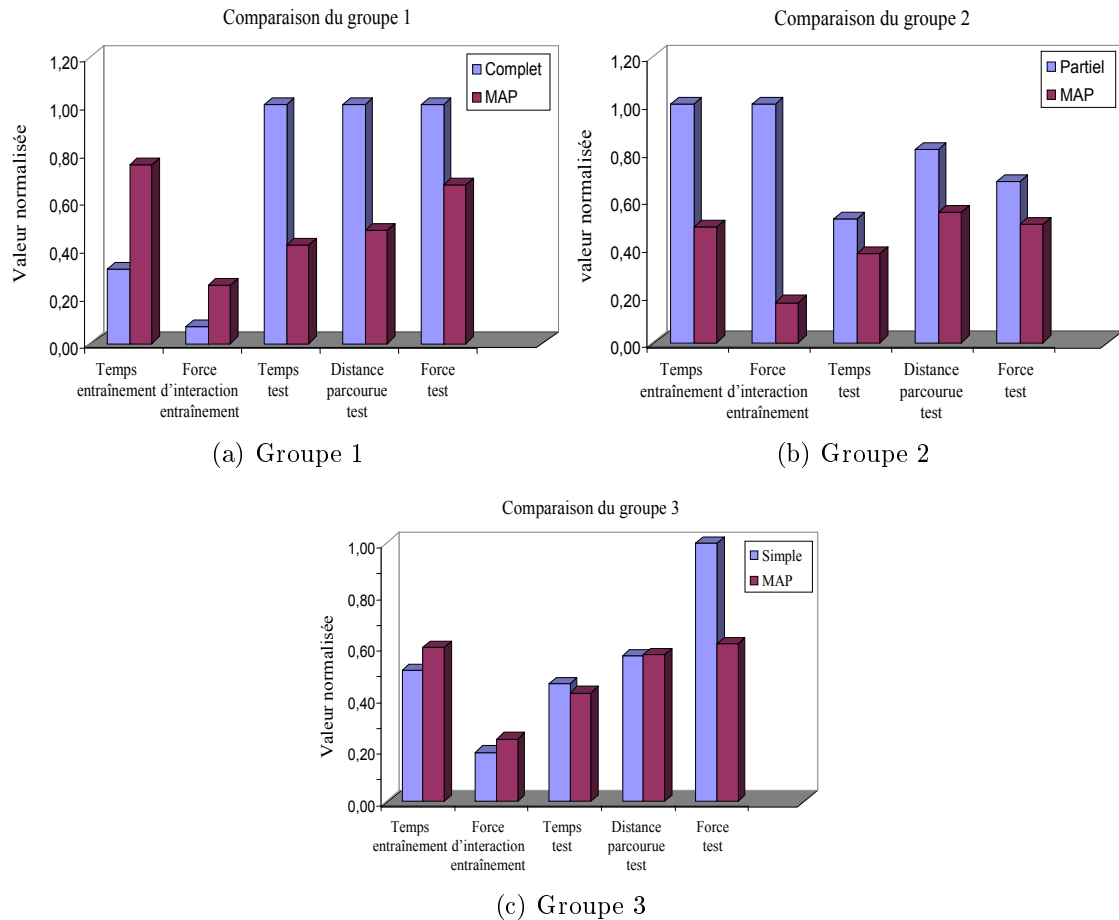 Comparaison du groupe 1
Valeur normalisée
1,20
1,00
0,80
0,60
0,40
0,20
0,00
Complet
MAP
Temps
entraînement
Force
d'interaction
entraînement
Temps
test
Distance
parcourue
test
Force
test
(a) Groupe 1
Comparaison du groupe 2
valeur normalisée
1,20
1,00
0,80
0,60
0,40
0,20
0,00
Partiel
MAP
Temps
entraînement
Force
d'interaction
entraînement
Temps
test
Distance
parcourue
test
Force
test
(b) Groupe 2
Comparaison du groupe 3
Valeur normalisée
1,00
0,80
0,60
0,40
0,20
0,00
Simple
MAP
Temps
entraînement
Force
d'interaction
entraînement
Temps
test
Distance
parcourue
test
Force
test
(c) Groupe 3